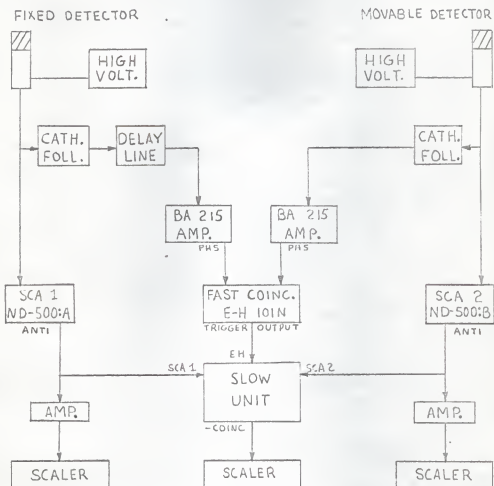 FIXED DETECTOR
MOVABLE DETECTOR
HIGH
VOLT.
HIGH
VOLT.
CATH.
FOLL.
DELAY
LINE
CATH.
FOLL.
BA 215
AMP.
PHS
BA 215
AMP.
PHS
SCA 1
ND-500:A
ANTI
FAST COINC.
E-H 101N
TRIGGER OUTPUT
SCA 2
ND-500:B
ANTI
EH
SCA 1
SCA 2
SLOW
UNIT
-COINC
AMP.
AMP.
SCALER
SCALER
SCALER